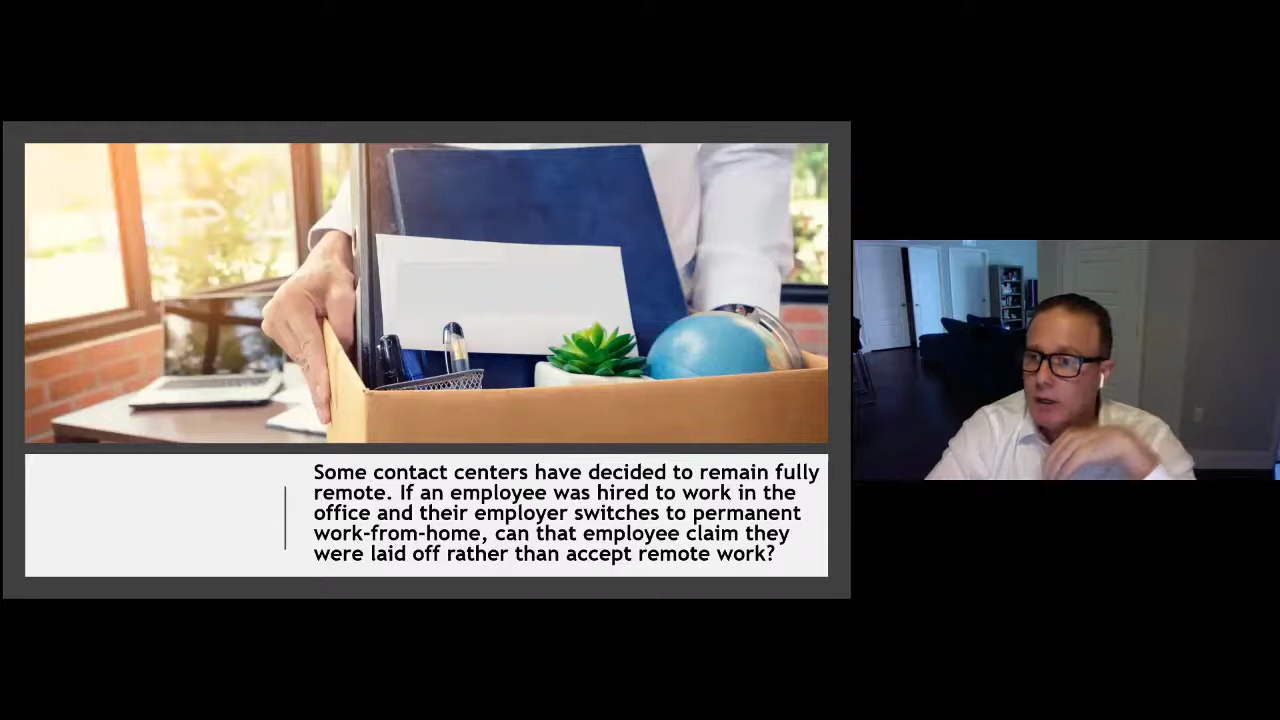 Some contact centers have decided to remain fully
remote. If an employee was hired to work in the
office and their employer switches to permanent
work-from-home, can that employee claim they
were laid off rather than accept remote work?